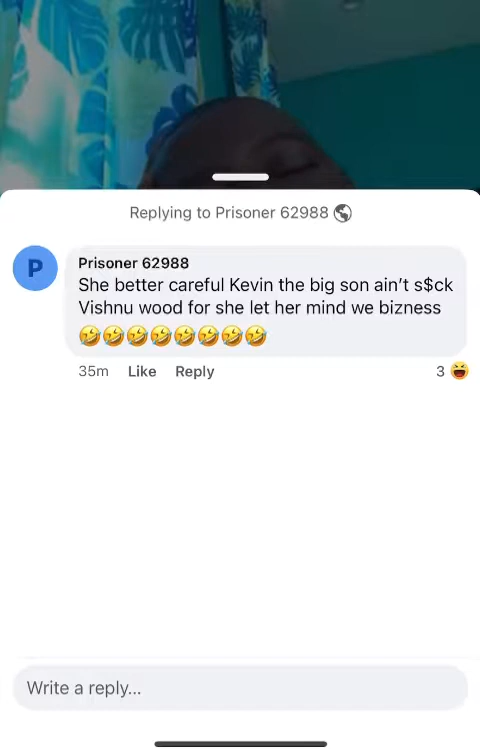 Replying to Prisoner 62988
P
Prisoner 62988
She better careful Kevin the big son ain't s$ck
Vishnu wood for she let her mind we bizness
🤣🤣🤣🤣🤣🤣🤣🤣
35m Like Reply 3 😆
Write a reply...